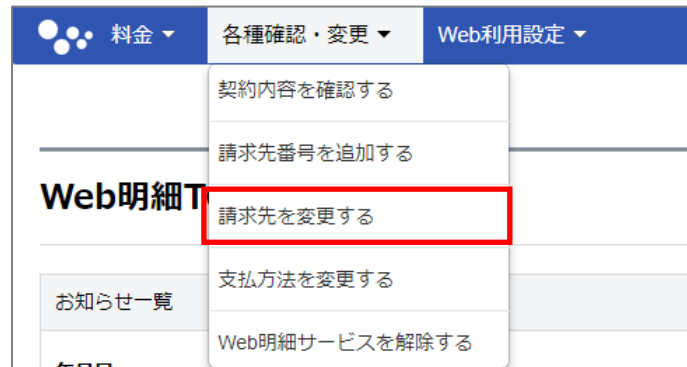 料金 ▼ 各種確認・変更 ▼ Web利用設定 ▼
契約内容を確認する
請求先番号を追加する
Web明細T
請求先を変更する
支払方法を変更する
お知らせ一覧
Web明細サービスを解除する